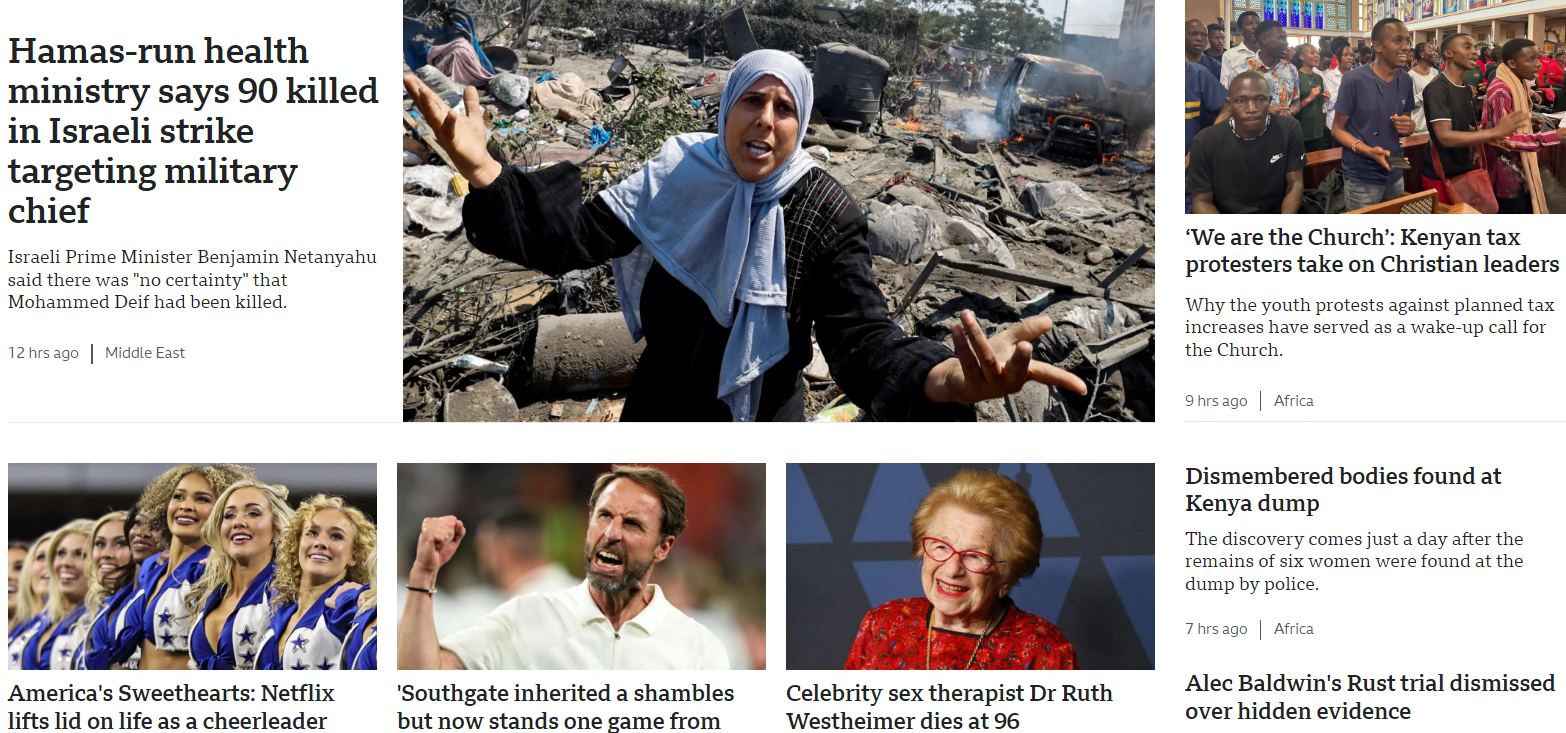 Hamas-run health
ministry says 90 killed
in Israeli strike
targeting military
chief
Israeli Prime Minister Benjamin Netanyahu
said there was "no certainty" that
Mohammed Deif had been killed.
12 hrs ago | Middle East
‘We are the Church’: Kenyan tax
protesters take on Christian leaders
Why the youth protests against planned tax
increases have served as a wake-up call for
the Church.
9 hrs ago | Africa
America's Sweethearts: Netflix
lifts lid on life as a cheerleader
'Southgate inherited a shambles
but now stands one game from
Celebrity sex therapist Dr Ruth
Westheimer dies at 96
Dismembered bodies found at
Kenya dump
The discovery comes just a day after the
remains of six women were found at the
dump by police.
7 hrs ago | Africa
Alec Baldwin's Rust trial dismissed
over hidden evidence